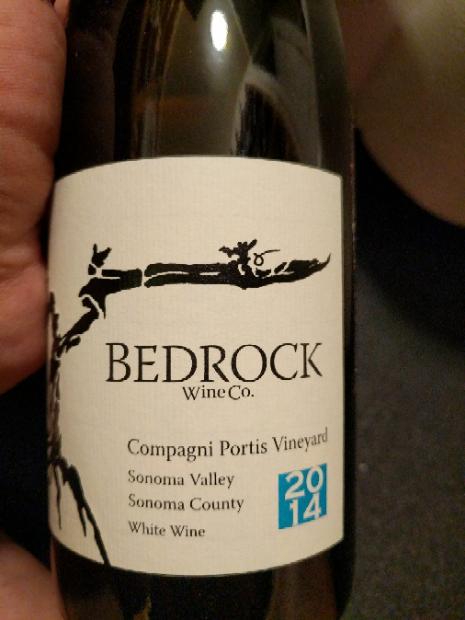 BEDROCK
Wine Co.
Compagni Portis Vineyard
Sonoma Valley
Sonoma County
White Wine
20
14